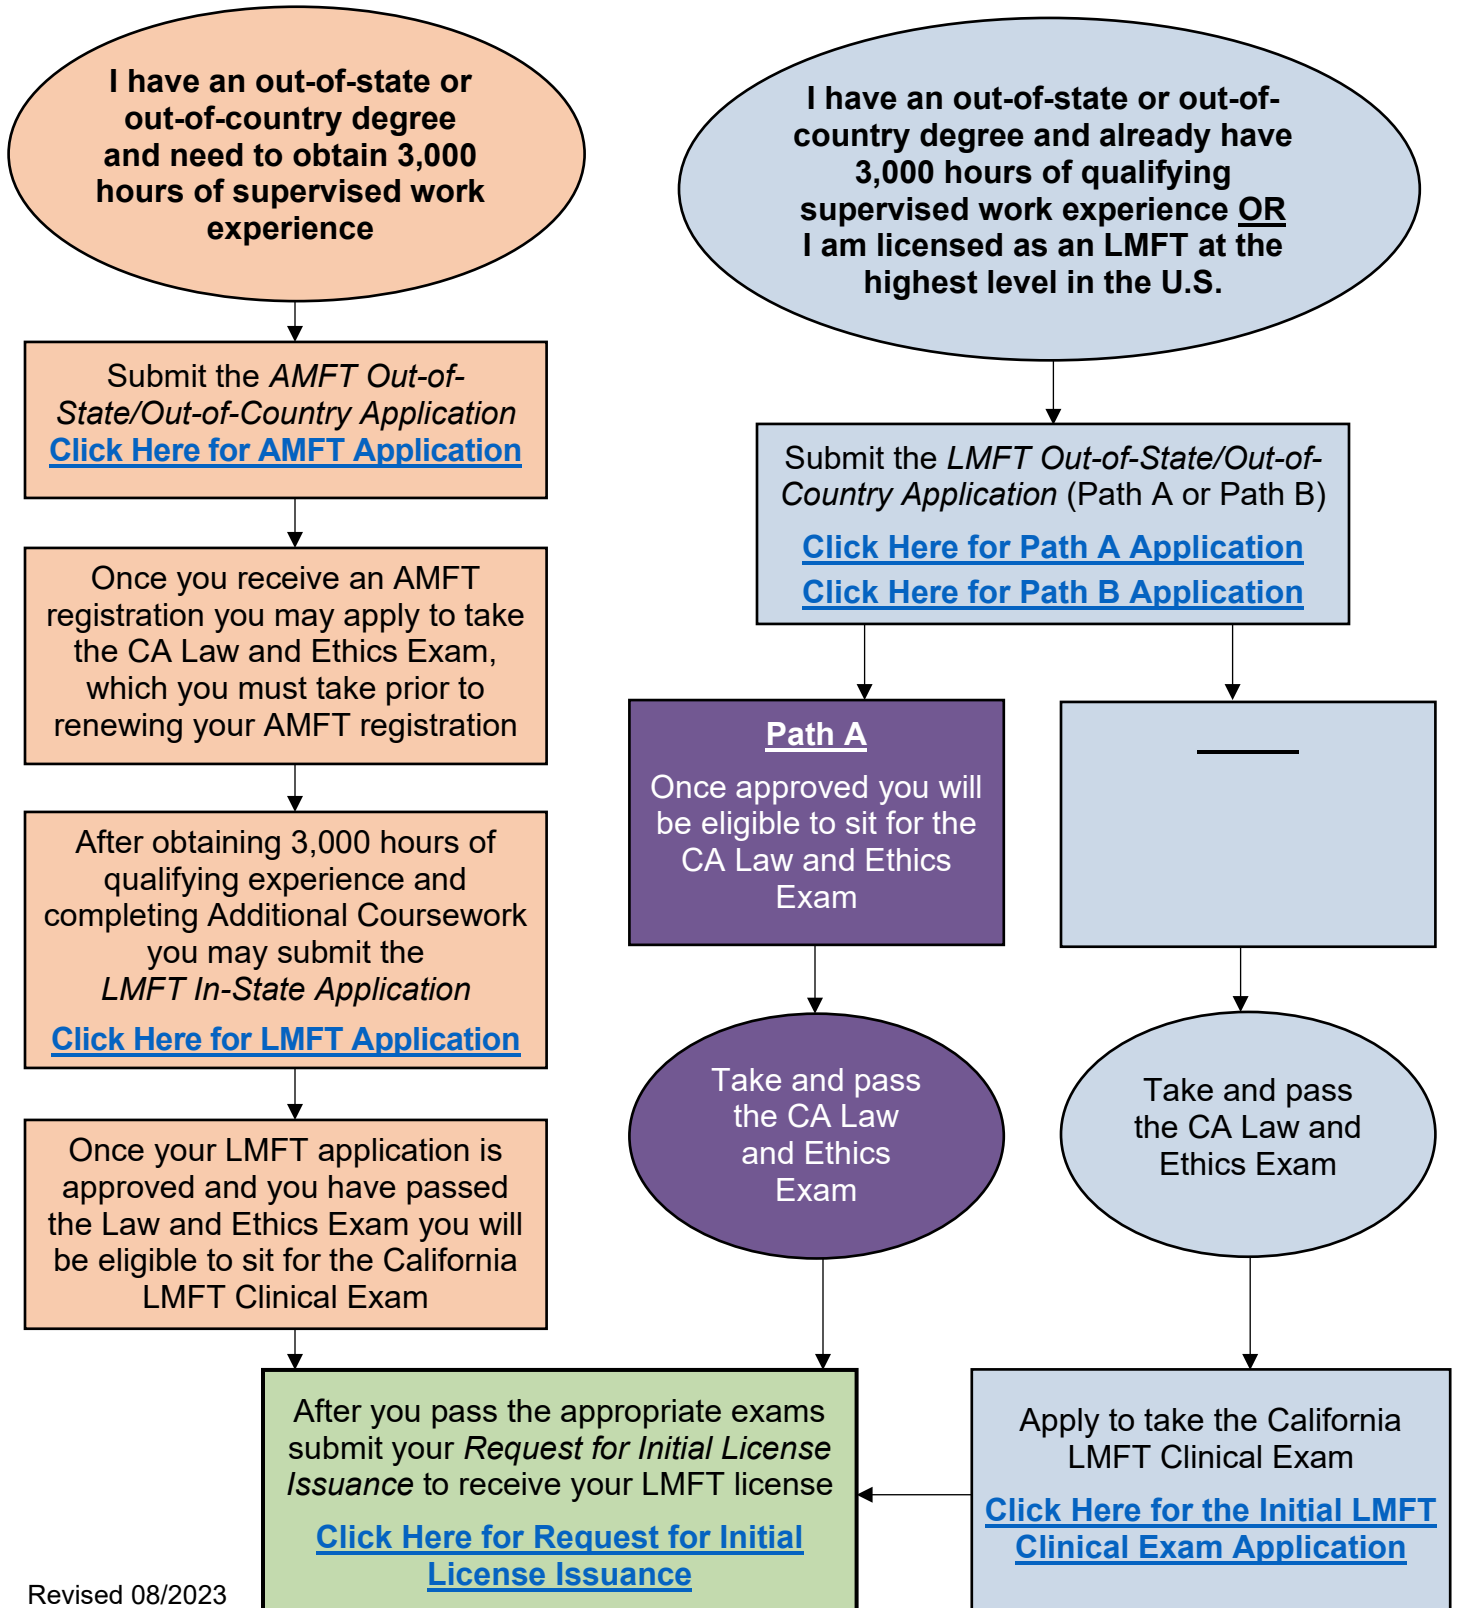 I have an out-of-state or
out-of-country degree
and need to obtain 3,000
hours of supervised work
experience
Submit the AMFT Out-of-
State/Out-of-Country Application
Click Here for AMFT Application
Once you receive an AMFT
registration you may apply to take
the CA Law and Ethics Exam,
which you must take prior to
renewing your AMFT registration
After obtaining 3,000 hours of
qualifying experience and
completing Additional Coursework
you may submit the
LMFT In-State Application
Click Here for LMFT Application
Once your LMFT application is
approved and you have passed
the Law and Ethics Exam you will
be eligible to sit for the California
LMFT Clinical Exam
I have an out-of-state or out-of-
country degree and already have
3,000 hours of qualifying
supervised work experience OR
I am licensed as an LMFT at the
highest level in the U.S.
Submit the LMFT Out-of-State/Out-of-
Country Application (Path A or Path B)
Click Here for Path A Application
Click Here for Path B Application
Path A
Once approved you will
be eligible to sit for the
CA Law and Ethics
Exam
Take and pass
the CA Law
and Ethics
Exam
Take and pass
the CA Law and
Ethics Exam
Apply to take the California
LMFT Clinical Exam
Click Here for the Initial LMFT
Clinical Exam Application
After you pass the appropriate exams
submit your Request for Initial License
Issuance to receive your LMFT license
Click Here for Request for Initial
License Issuance
Revised 08/2023